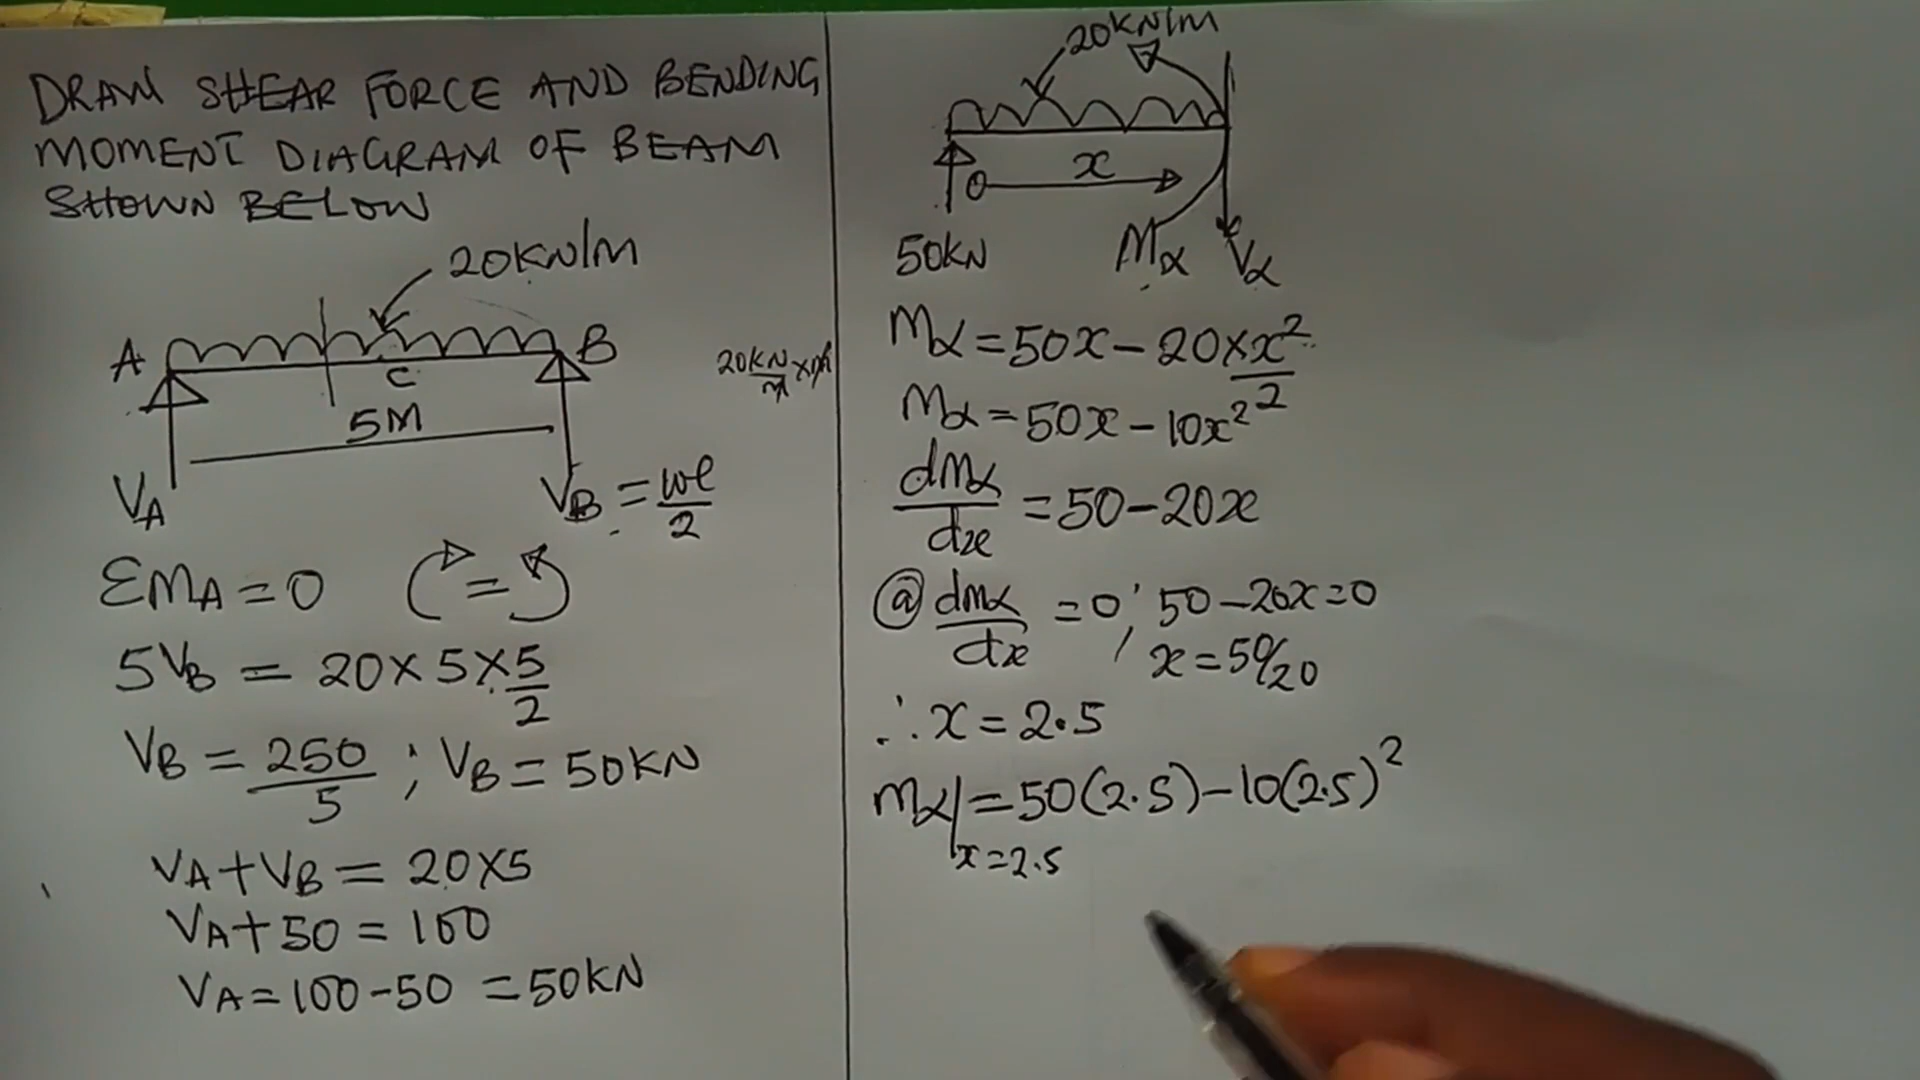 DRAW SHEAR FORCE AND BENDING
MOMENT DIAGRAM OF BEAM
SHOWN BELOW
20KN/M
A
B
C
5M
20KN/m × m
VA
VB = wl/2
ΣMA = 0 =
5VB = 20 × 5 × 5/2
VB = 250/5 ; VB = 50KN
VA + VB = 20×5
VA + 50 = 100
VA = 100 - 50 = 50KN
20KN/M
O
x
50KN
Mx
Vx
Mx = 50x - 20 × x²/2
Mx = 50x - 10x²
dMx/dx = 50 - 20x
@ dMx/dx = 0; 50 - 20x = 0
x = 50/20
∴ x = 2.5
Mx| = 50(2.5) - 10(2.5)²
x = 2.5